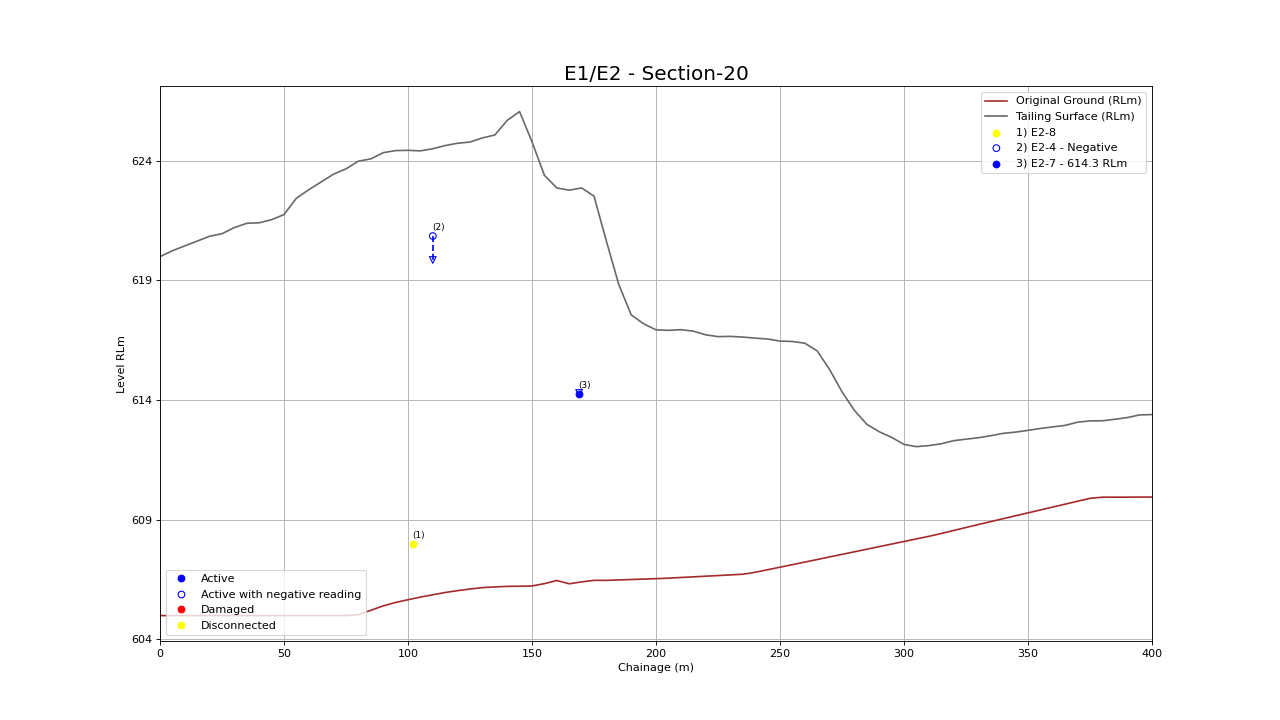 E1/E2 - Section-20
Original Ground (RLm)
Tailing Surface (RLm)
1) E2-8
2) E2-4 - Negative
3) E2-7 - 614.3 RLm
624
619
614
609
604
Level RLm
(2)
(3)
(1)
Active
Active with negative reading
Damaged
Disconnected
0 50 100 150 200 250 300 350 400
Chainage (m)